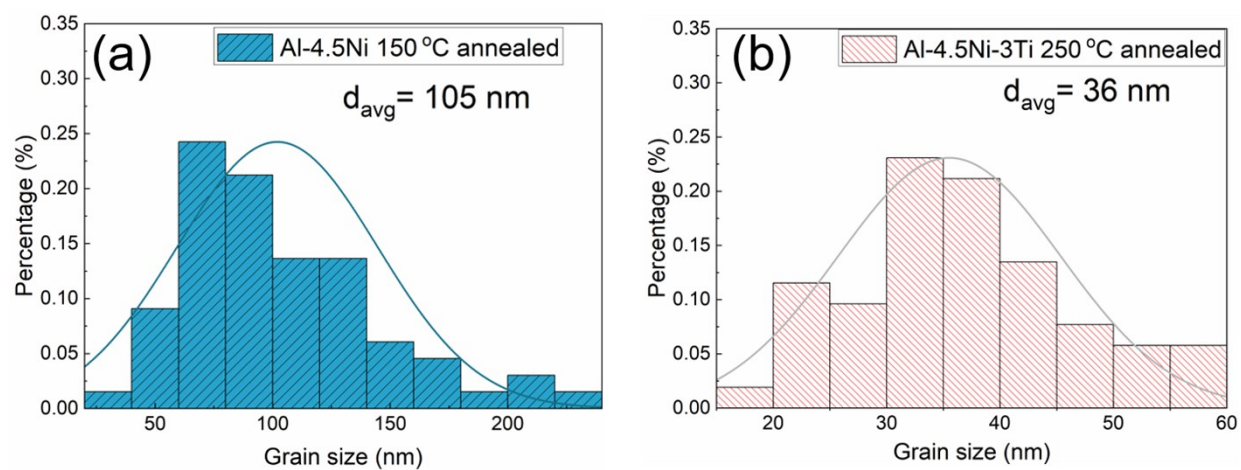 (a)
Al-4.5Ni 150 °C annealed
davg= 105 nm
Percentage (%)
0.35
0.30
0.25
0.20
0.15
0.10
0.05
0.00
50
100
150
200
Grain size (nm)
(b)
Al-4.5Ni-3Ti 250 °C annealed
davg= 36 nm
Percentage (%)
0.35
0.30
0.25
0.20
0.15
0.10
0.05
0.00
20
30
40
50
60
Grain size (nm)